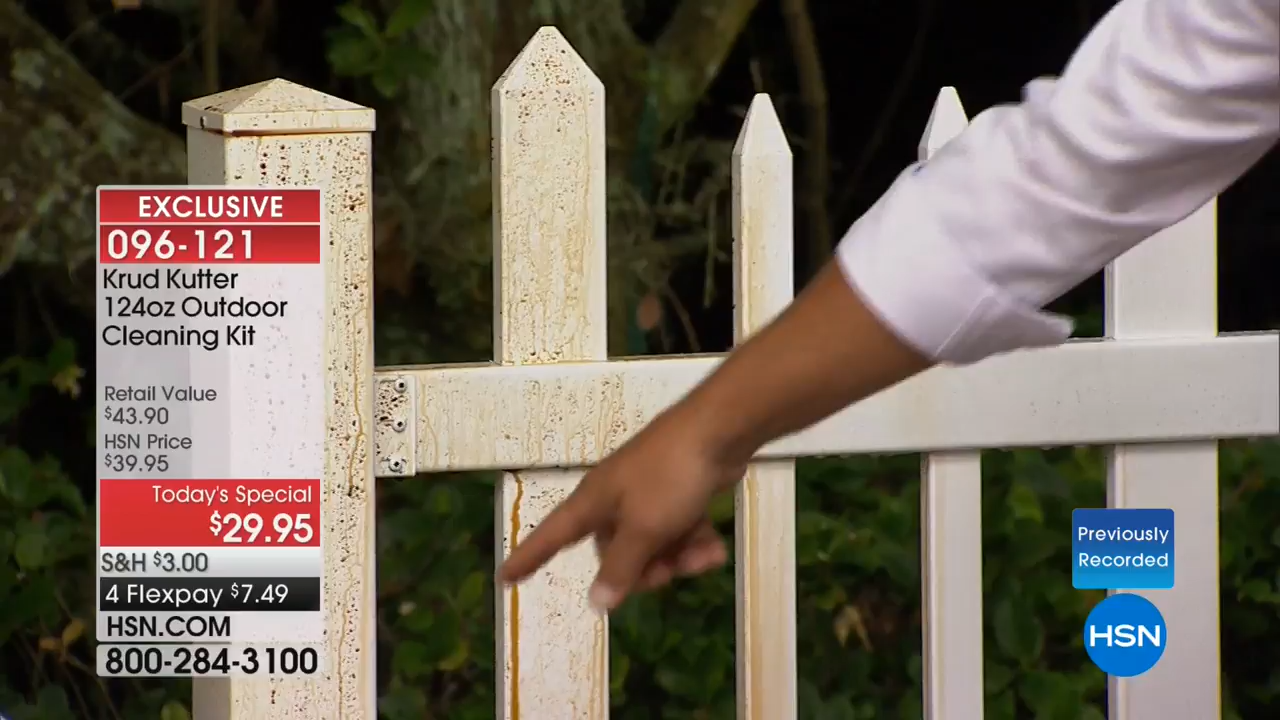 EXCLUSIVE
096-121
Krud Kutter
124oz Outdoor
Cleaning Kit
Retail Value
$43.90
HSN Price
$39.95
Today's Special
$29.95
S&H $3.00
4 Flexpay $7.49
HSN.COM
800-284-3100
Previously
Recorded
HSN